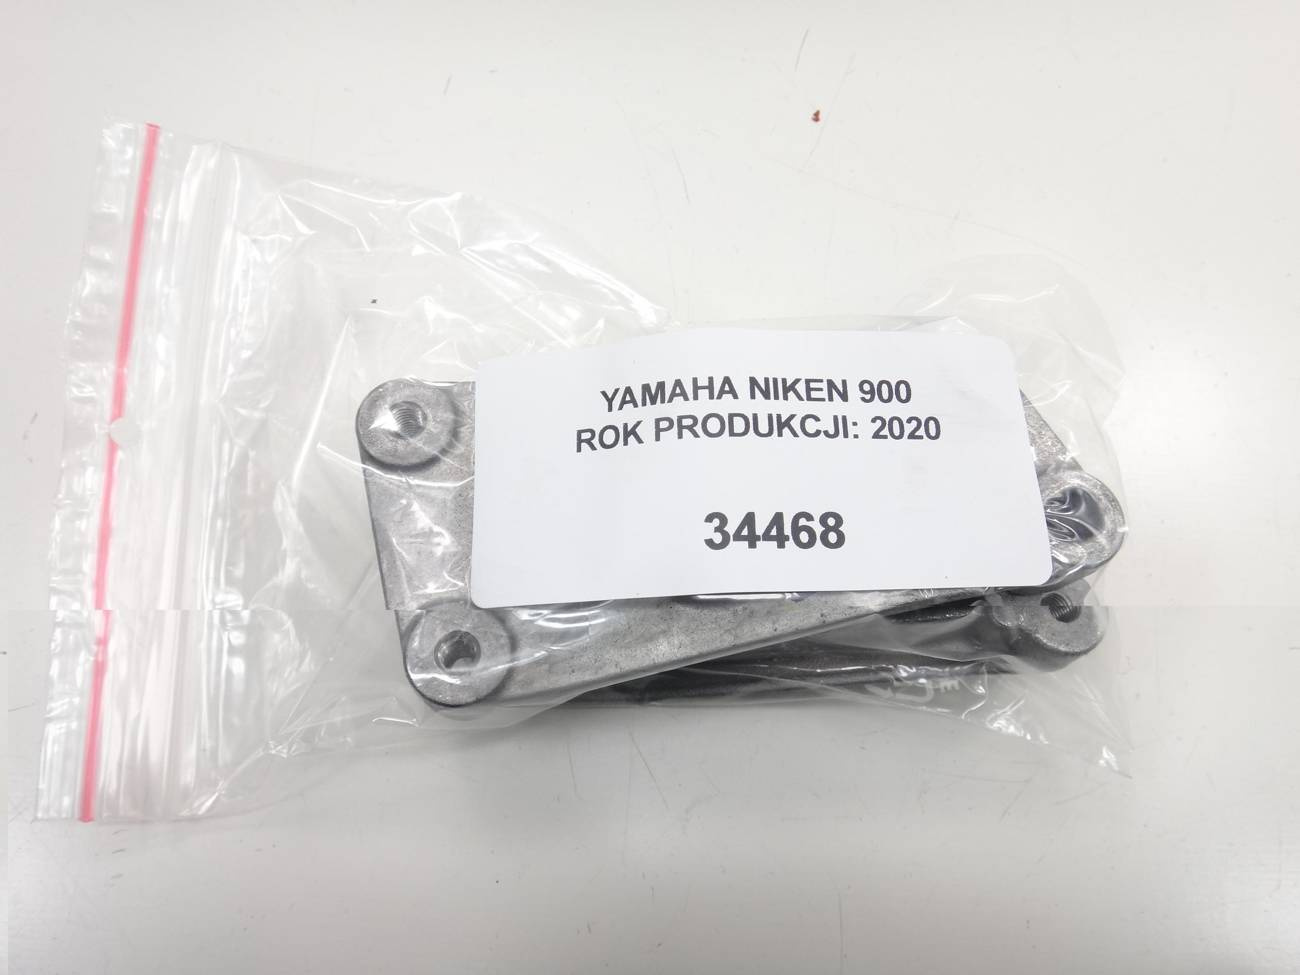 YAMAHA NIKEN 900
ROK PRODUKCJI: 2020
34468